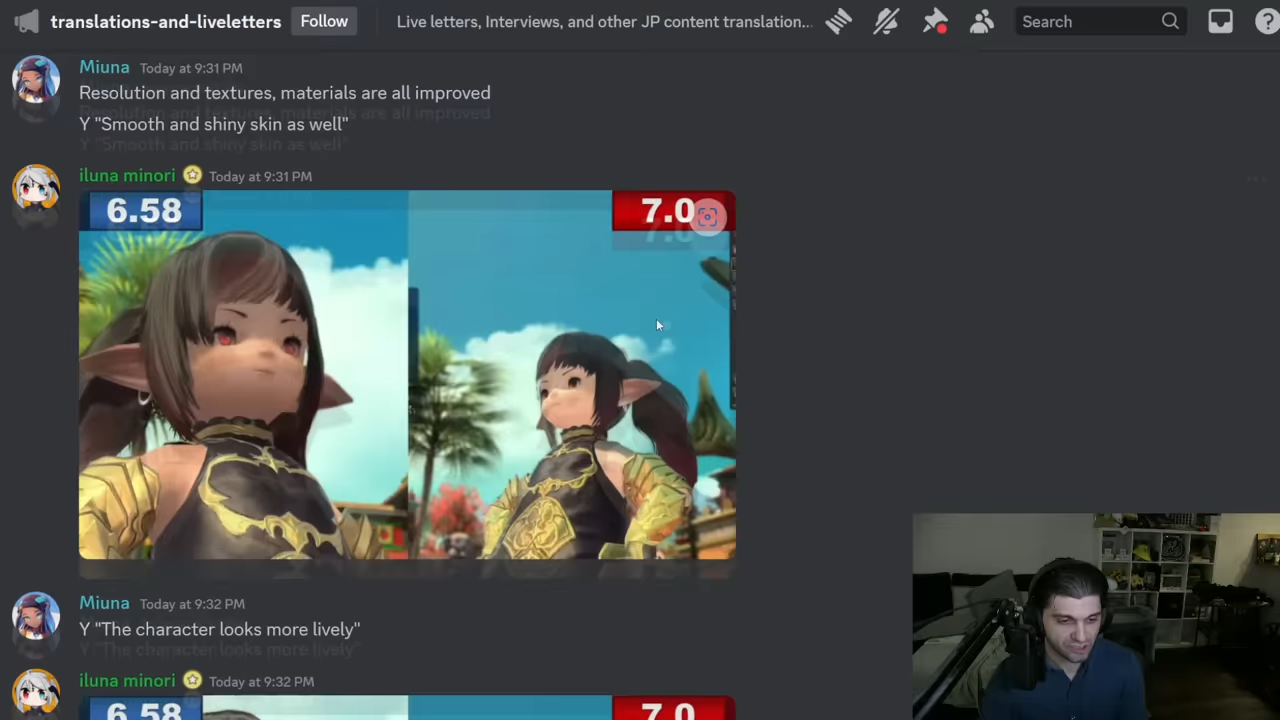 translations-and-liveletters
Follow
Live letters, Interviews, and other JP content translation...
Search
Miuna Today at 9:31 PM
Resolution and textures, materials are all improved
Y "Smooth and shiny skin as well"
iluna minori Today at 9:31 PM
6.58
7.0
Miuna Today at 9:32 PM
Y "The character looks more lively"
iluna minori Today at 9:32 PM
6.58
7.0